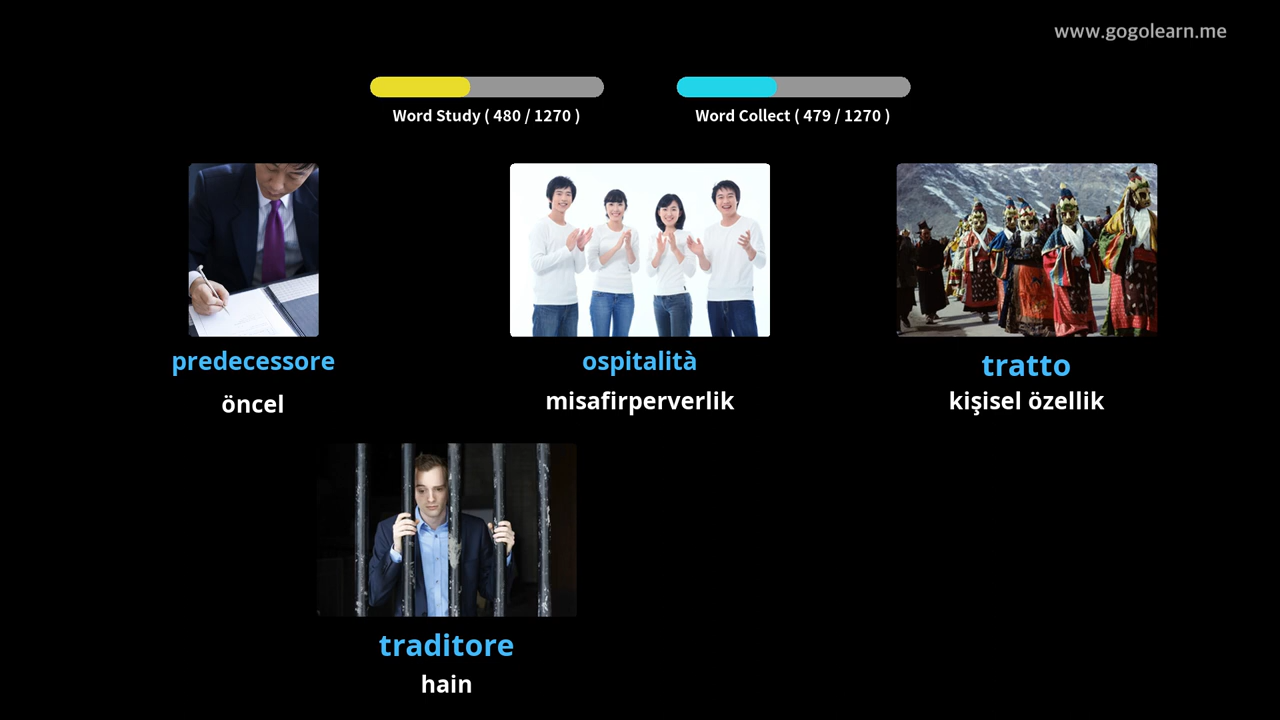 www.gogolearn.me
Word Study ( 480 / 1270 )
Word Collect ( 479 / 1270 )
predecessore
öncel
ospitalità
misafirperverlik
tratto
kişisel özellik
traditore
hain